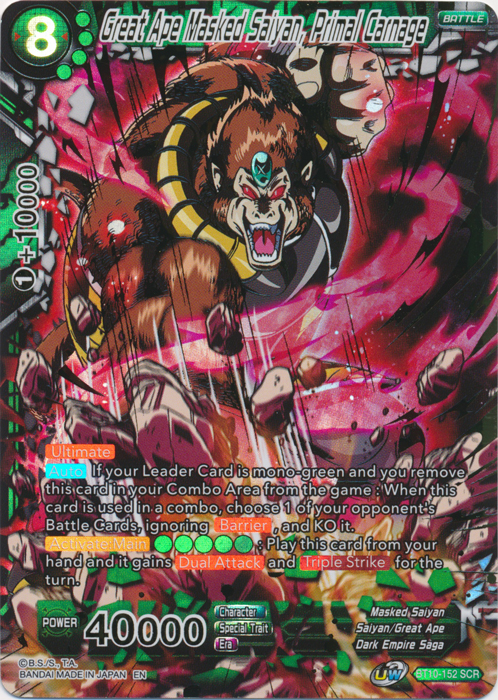 8
Great Ape Masked Saiyan, Primal Carnage
BATTLE
1+10000
Ultimate
Auto If your Leader Card is mono-green and you remove
this card in your Combo Area from the game : When this
card is used in a combo, choose 1 of your opponent's
Battle Cards, ignoring Barrier, and KO it.
Activate Main : Play this card from your
hand and it gains Dual Attack and Triple Strike for the
turn.
POWER 40000
Character Masked Saiyan
Special Trait Saiyan/Great Ape
Era Dark Empire Saga
©B.S./S., T.A.
BANDAI MADE IN JAPAN EN
UW
BT10-152 SCR